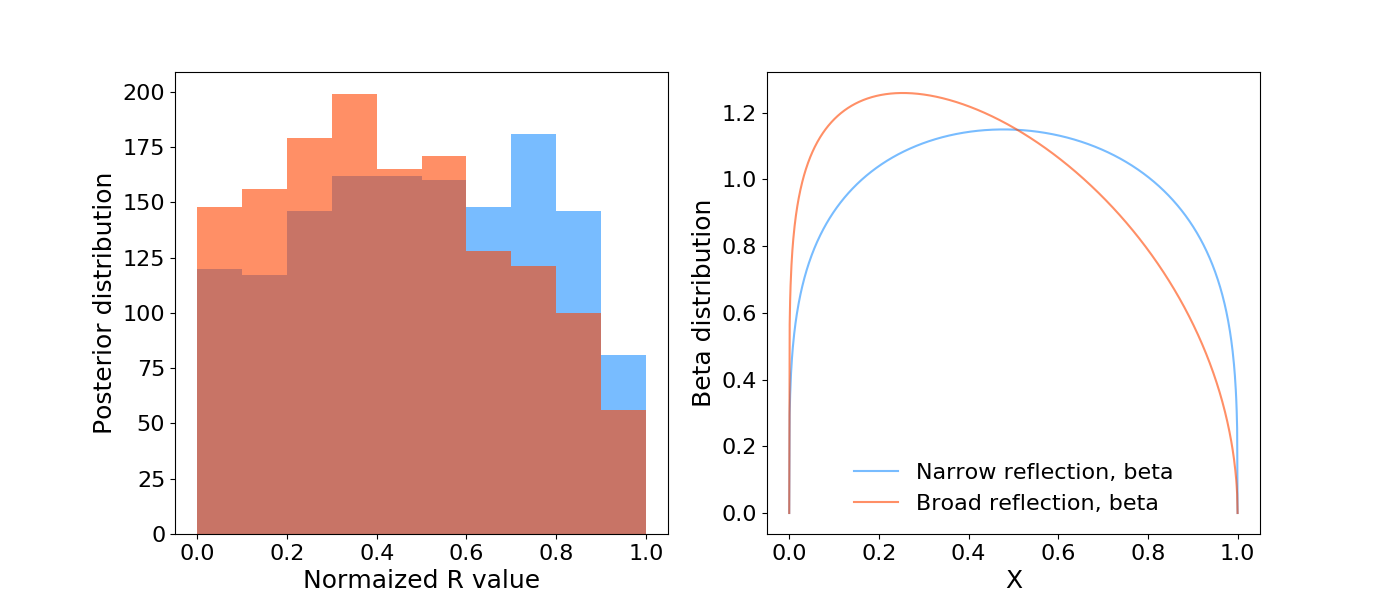 Posterior distribution
200
175
150
125
100
75
50
25
0
0.0 0.2 0.4 0.6 0.8 1.0
Normaized R value
Beta distribution
1.2
1.0
0.8
0.6
0.4
0.2
0.0
Narrow reflection, beta
Broad reflection, beta
0.0 0.2 0.4 0.6 0.8 1.0
X